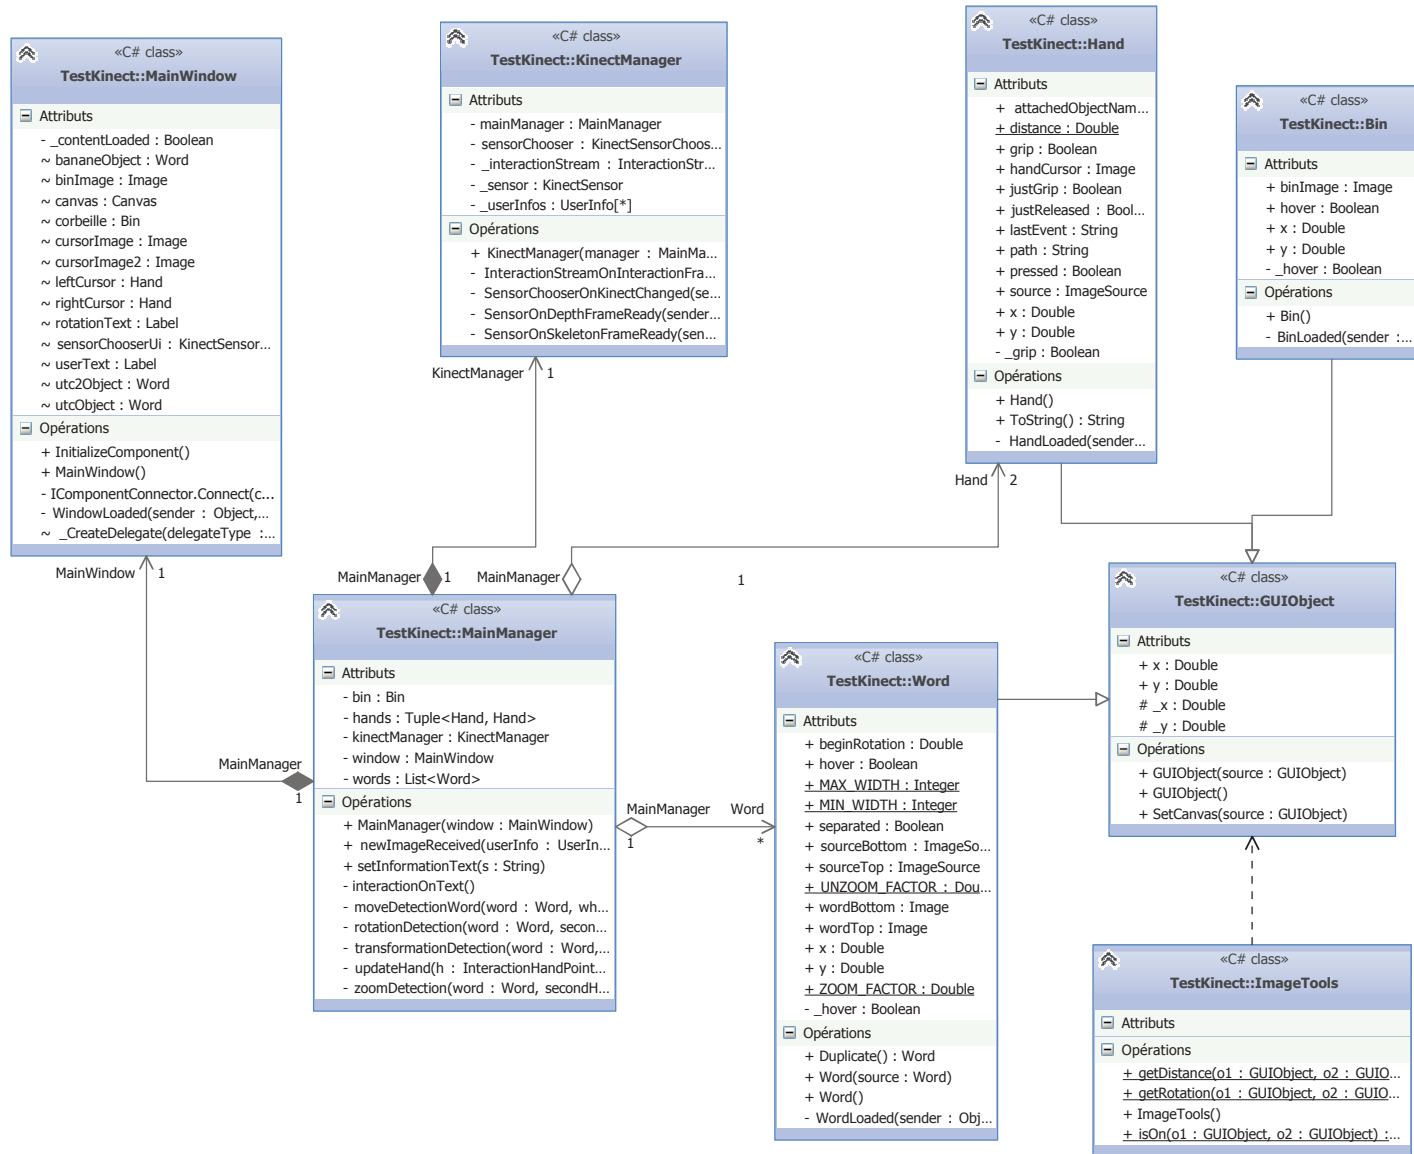 «C# class»
TestKinect::MainWindow
Attributs
- _contentLoaded : Boolean
~ bananeObject : Word
~ binImage : Image
~ canvas : Canvas
~ corbeille : Bin
~ cursorImage : Image
~ cursorImage2 : Image
~ leftCursor : Hand
~ rightCursor : Hand
~ rotationText : Label
~ sensorChooserUi : KinectSensor...
~ userText : Label
~ utc2Object : Word
~ utcObject : Word
Opérations
+ InitializeComponent()
+ MainWindow()
- IComponentConnector.Connect(c...
- WindowLoaded(sender : Object,...
~ _CreateDelegate(delegateType :...
«C# class»
TestKinect::KinectManager
Attributs
- mainManager : MainManager
- sensorChooser : KinectSensorChoos...
- _interactionStream : InteractionStr...
- _sensor : KinectSensor
- _userInfos : UserInfo[*]
Opérations
+ KinectManager(manager : MainMa...
- InteractionStreamOnInteractionFra...
- SensorChooserOnKinectChanged(se...
- SensorOnDepthFrameReady(sender...
- SensorOnSkeletonFrameReady(sen...
«C# class»
TestKinect::Hand
Attributs
+ attachedObjectNam...
+ distance : Double
+ grip : Boolean
+ handCursor : Image
+ justGrip : Boolean
+ justReleased : Bool...
+ lastEvent : String
+ path : String
+ pressed : Boolean
+ source : ImageSource
+ x : Double
+ y : Double
- _grip : Boolean
Opérations
+ Hand()
+ ToString() : String
- HandLoaded(sender...
«C# class»
TestKinect::Bin
Attributs
+ binImage : Image
+ hover : Boolean
+ x : Double
+ y : Double
- _hover : Boolean
Opérations
+ Bin()
- BinLoaded(sender :...
KinectManager 1
Hand 2
MainWindow 1
MainManager 1
MainManager
1
MainManager
1
MainManager Word
1 *
«C# class»
TestKinect::MainManager
Attributs
- bin : Bin
- hands : Tuple<Hand, Hand>
- kinectManager : KinectManager
- window : MainWindow
- words : List<Word>
Opérations
+ MainManager(window : MainWindow)
+ newImageReceived(userInfo : UserIn...
+ setInformationText(s : String)
- interactionOnText()
- moveDetectionWord(word : Word, wh...
- rotationDetection(word : Word, secon...
- transformationDetection(word : Word,...
- updateHand(h : InteractionHandPoint...
- zoomDetection(word : Word, secondH...
«C# class»
TestKinect::Word
Attributs
+ beginRotation : Double
+ hover : Boolean
+ MAX_WIDTH : Integer
+ MIN_WIDTH : Integer
+ separated : Boolean
+ sourceBottom : ImageSo...
+ sourceTop : ImageSource
+ UNZOOM_FACTOR : Dou...
+ wordBottom : Image
+ wordTop : Image
+ x : Double
+ y : Double
+ ZOOM_FACTOR : Double
- _hover : Boolean
Opérations
+ Duplicate() : Word
+ Word(source : Word)
+ Word()
- WordLoaded(sender : Obj...
«C# class»
TestKinect::GUIObject
Attributs
+ x : Double
+ y : Double
# _x : Double
# _y : Double
Opérations
+ GUIObject(source : GUIObject)
+ GUIObject()
+ SetCanvas(source : GUIObject)
«C# class»
TestKinect::ImageTools
Attributs
Opérations
+ getDistance(o1 : GUIObject, o2 : GUIO...
+ getRotation(o1 : GUIObject, o2 : GUIO...
+ ImageTools()
+ isOn(o1 : GUIObject, o2 : GUIObject) :...